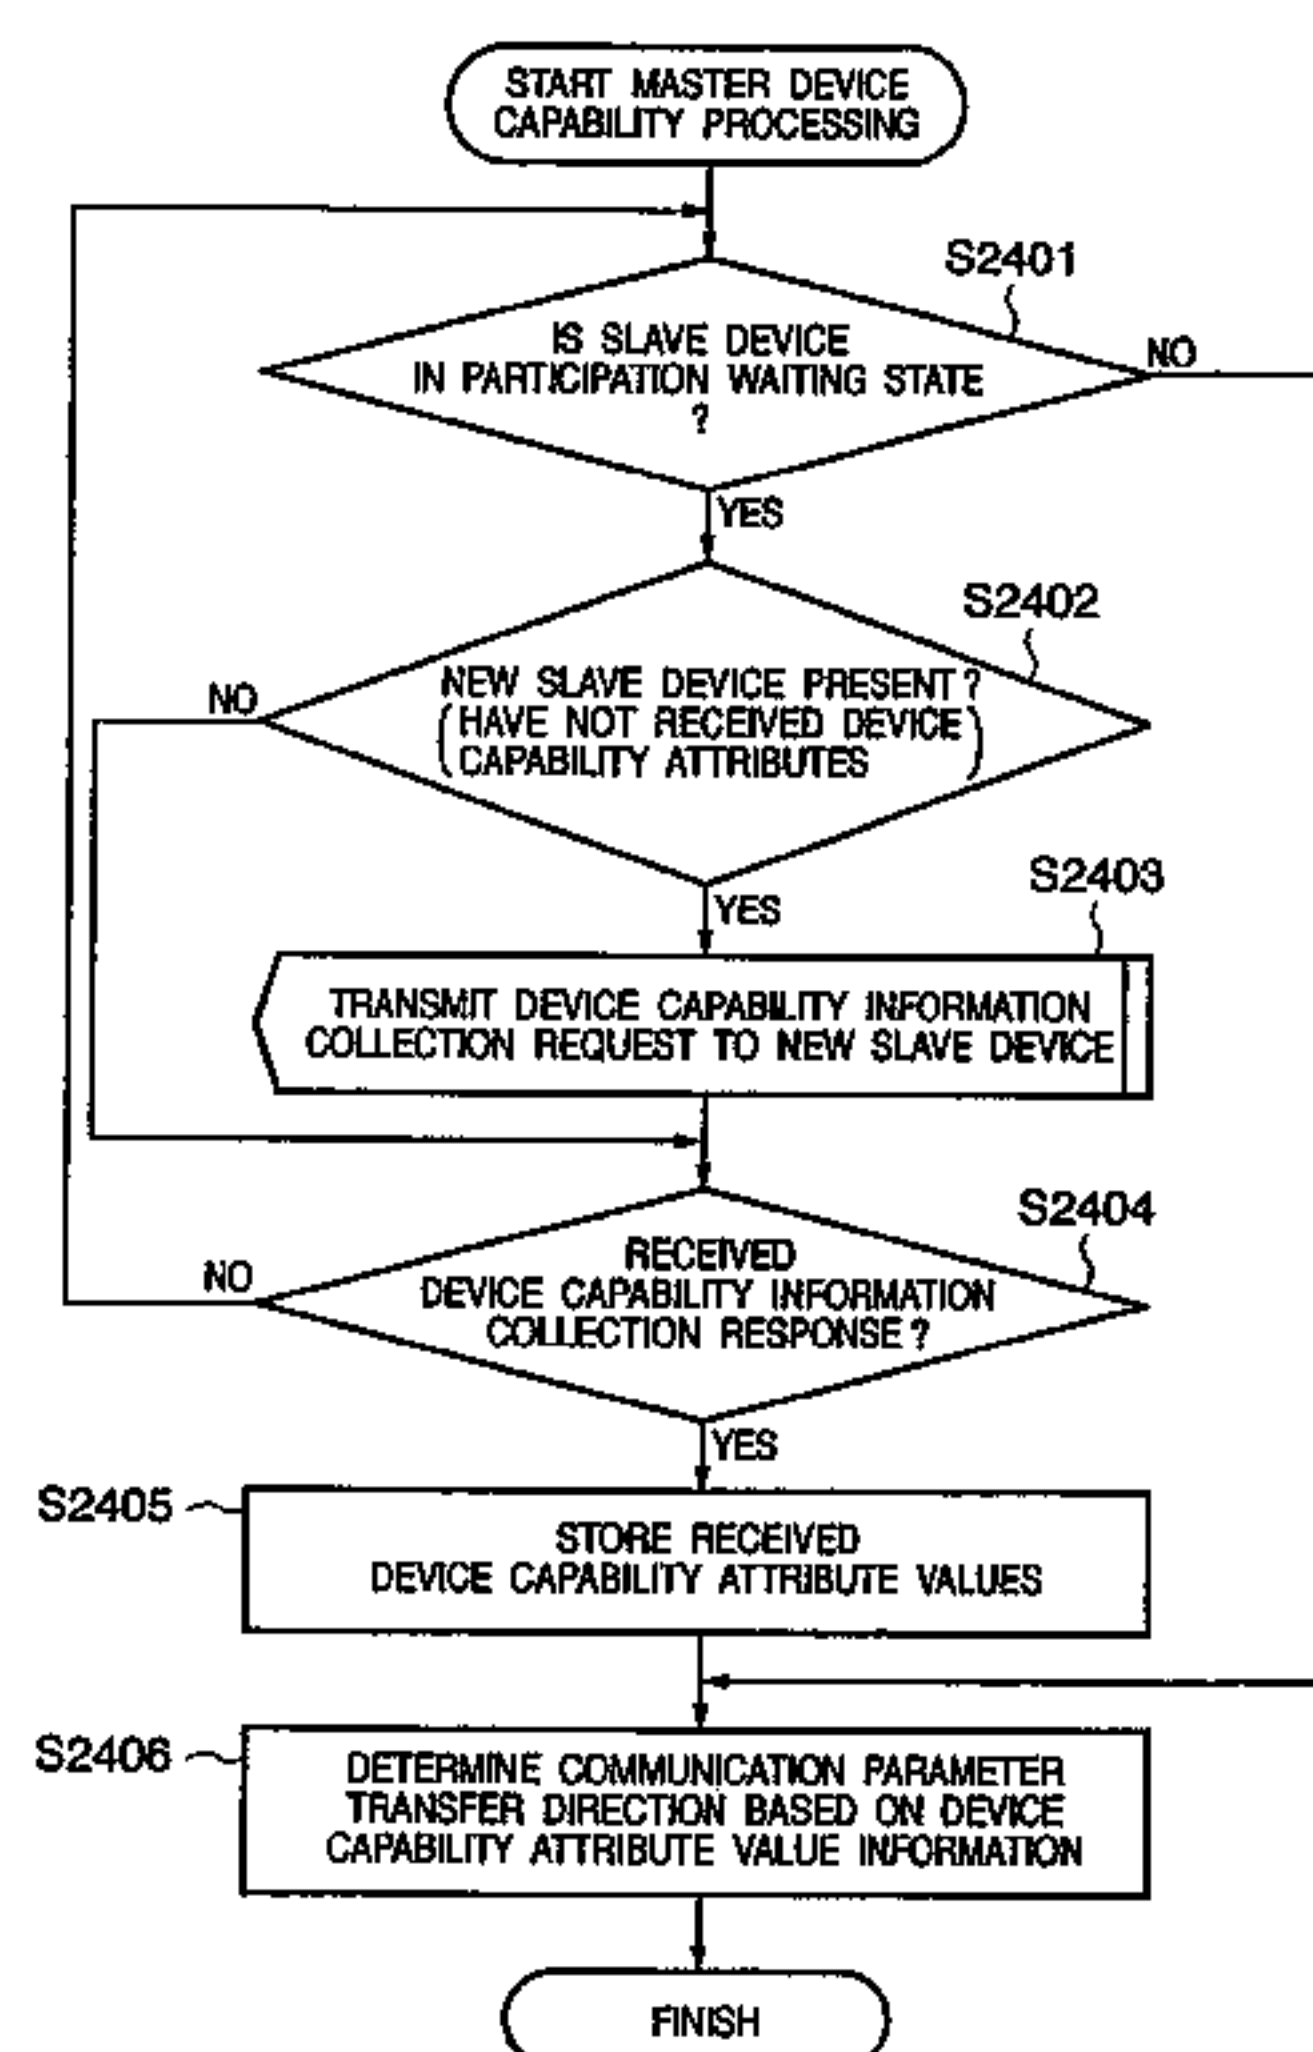 START MASTER DEVICE
CAPABILITY PROCESSING
S2401
IS SLAVE DEVICE
IN PARTICIPATION WAITING STATE
?
NO
YES
S2402
NEW SLAVE DEVICE PRESENT?
(HAVE NOT RECEIVED DEVICE
CAPABILITY ATTRIBUTES)
NO
YES
S2403
TRANSMIT DEVICE CAPABILITY INFORMATION
COLLECTION REQUEST TO NEW SLAVE DEVICE
S2404
RECEIVED
DEVICE CAPABILITY INFORMATION
COLLECTION RESPONSE?
NO
YES
S2405
STORE RECEIVED
DEVICE CAPABILITY ATTRIBUTE VALUES
S2406
DETERMINE COMMUNICATION PARAMETER
TRANSFER DIRECTION BASED ON DEVICE
CAPABILITY ATTRIBUTE VALUE INFORMATION
FINISH